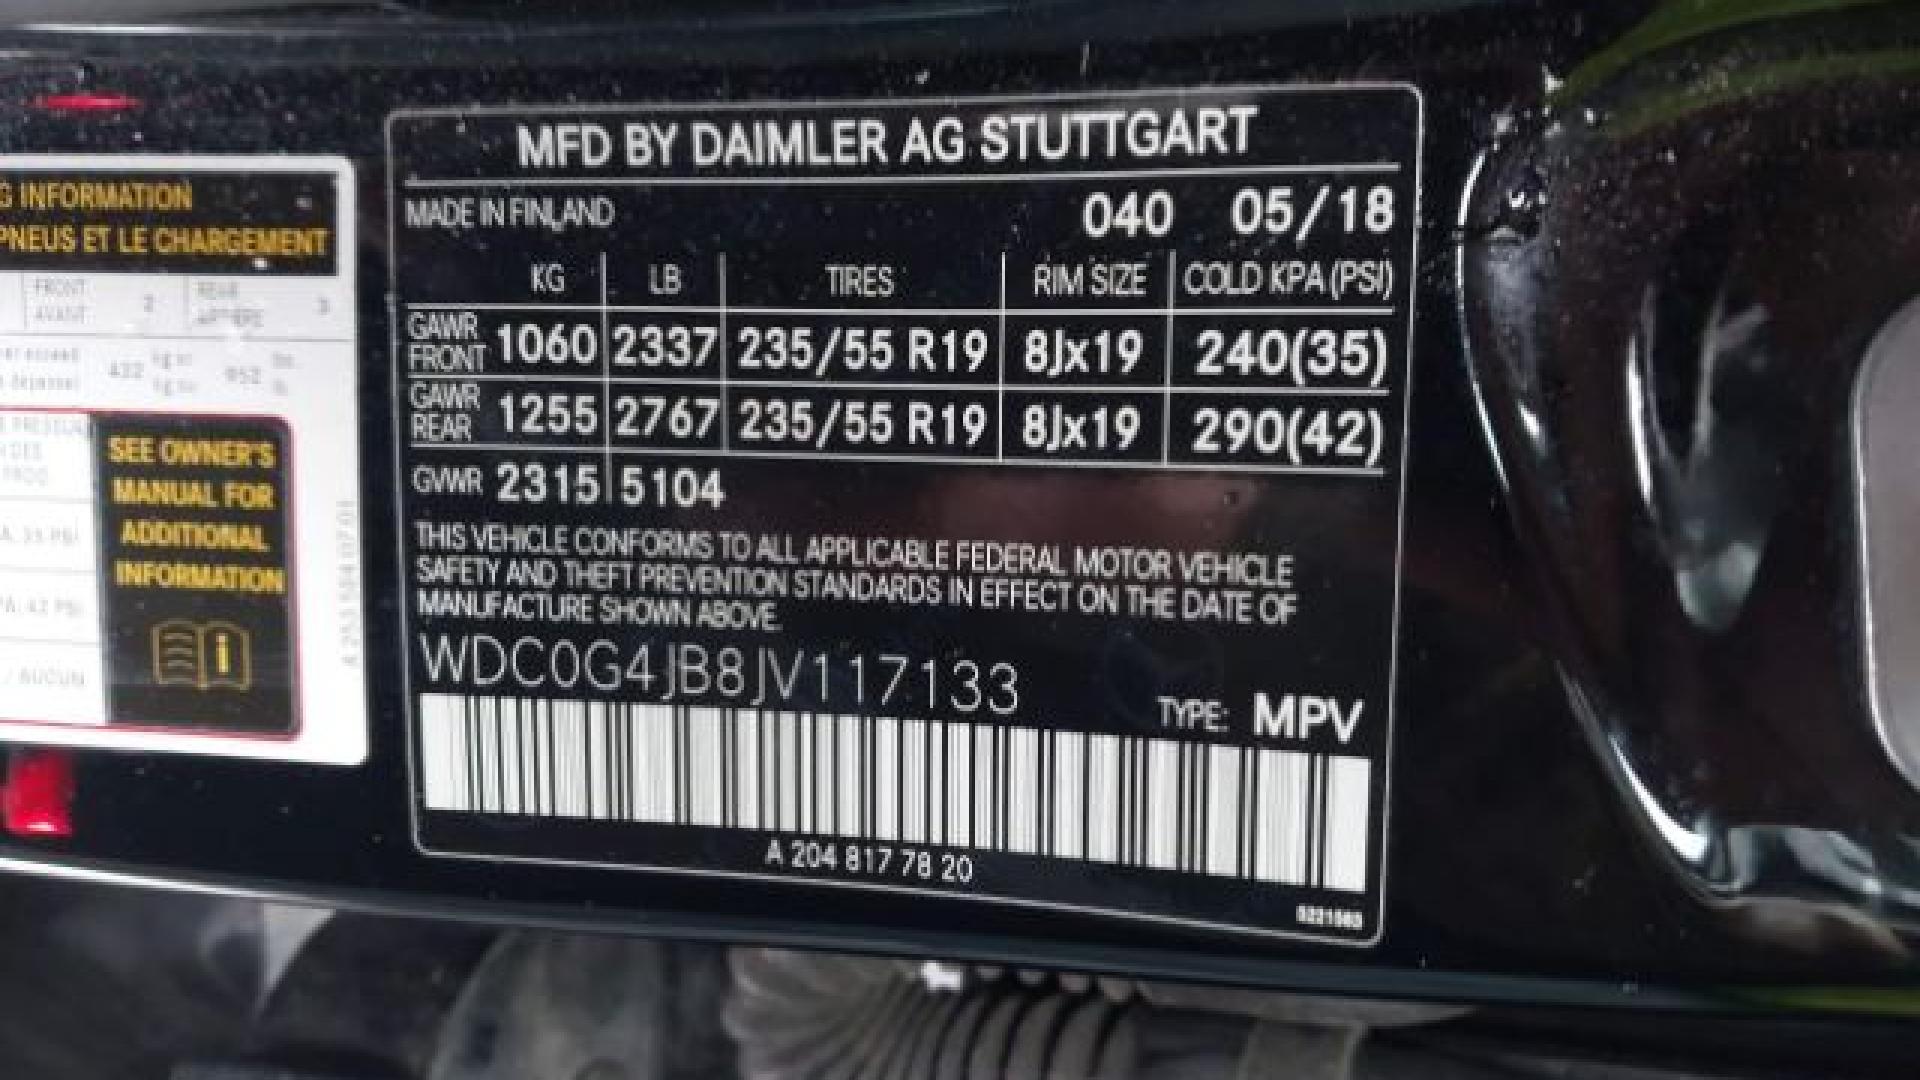 G INFORMATION
PNEUS ET LE CHARGEMENT
FRONT
AVANT
2
REAR
3
SEE OWNER'S
MANUAL FOR
ADDITIONAL
INFORMATION
i
/ AUCUN
MFD BY DAIMLER AG STUTTGART
MADE IN FINLAND 040 05/18
KG LB TIRES RIM SIZE COLD KPA (PSI)
GAWR FRONT 1060 2337 235/55 R19 8Jx19 240(35)
GAWR REAR 1255 2767 235/55 R19 8Jx19 290(42)
GVWR 2315 5104
THIS VEHICLE CONFORMS TO ALL APPLICABLE FEDERAL MOTOR VEHICLE
SAFETY AND THEFT PREVENTION STANDARDS IN EFFECT ON THE DATE OF
MANUFACTURE SHOWN ABOVE.
WDC0G4JB8JV117133
TYPE: MPV
A 204 817 78 20